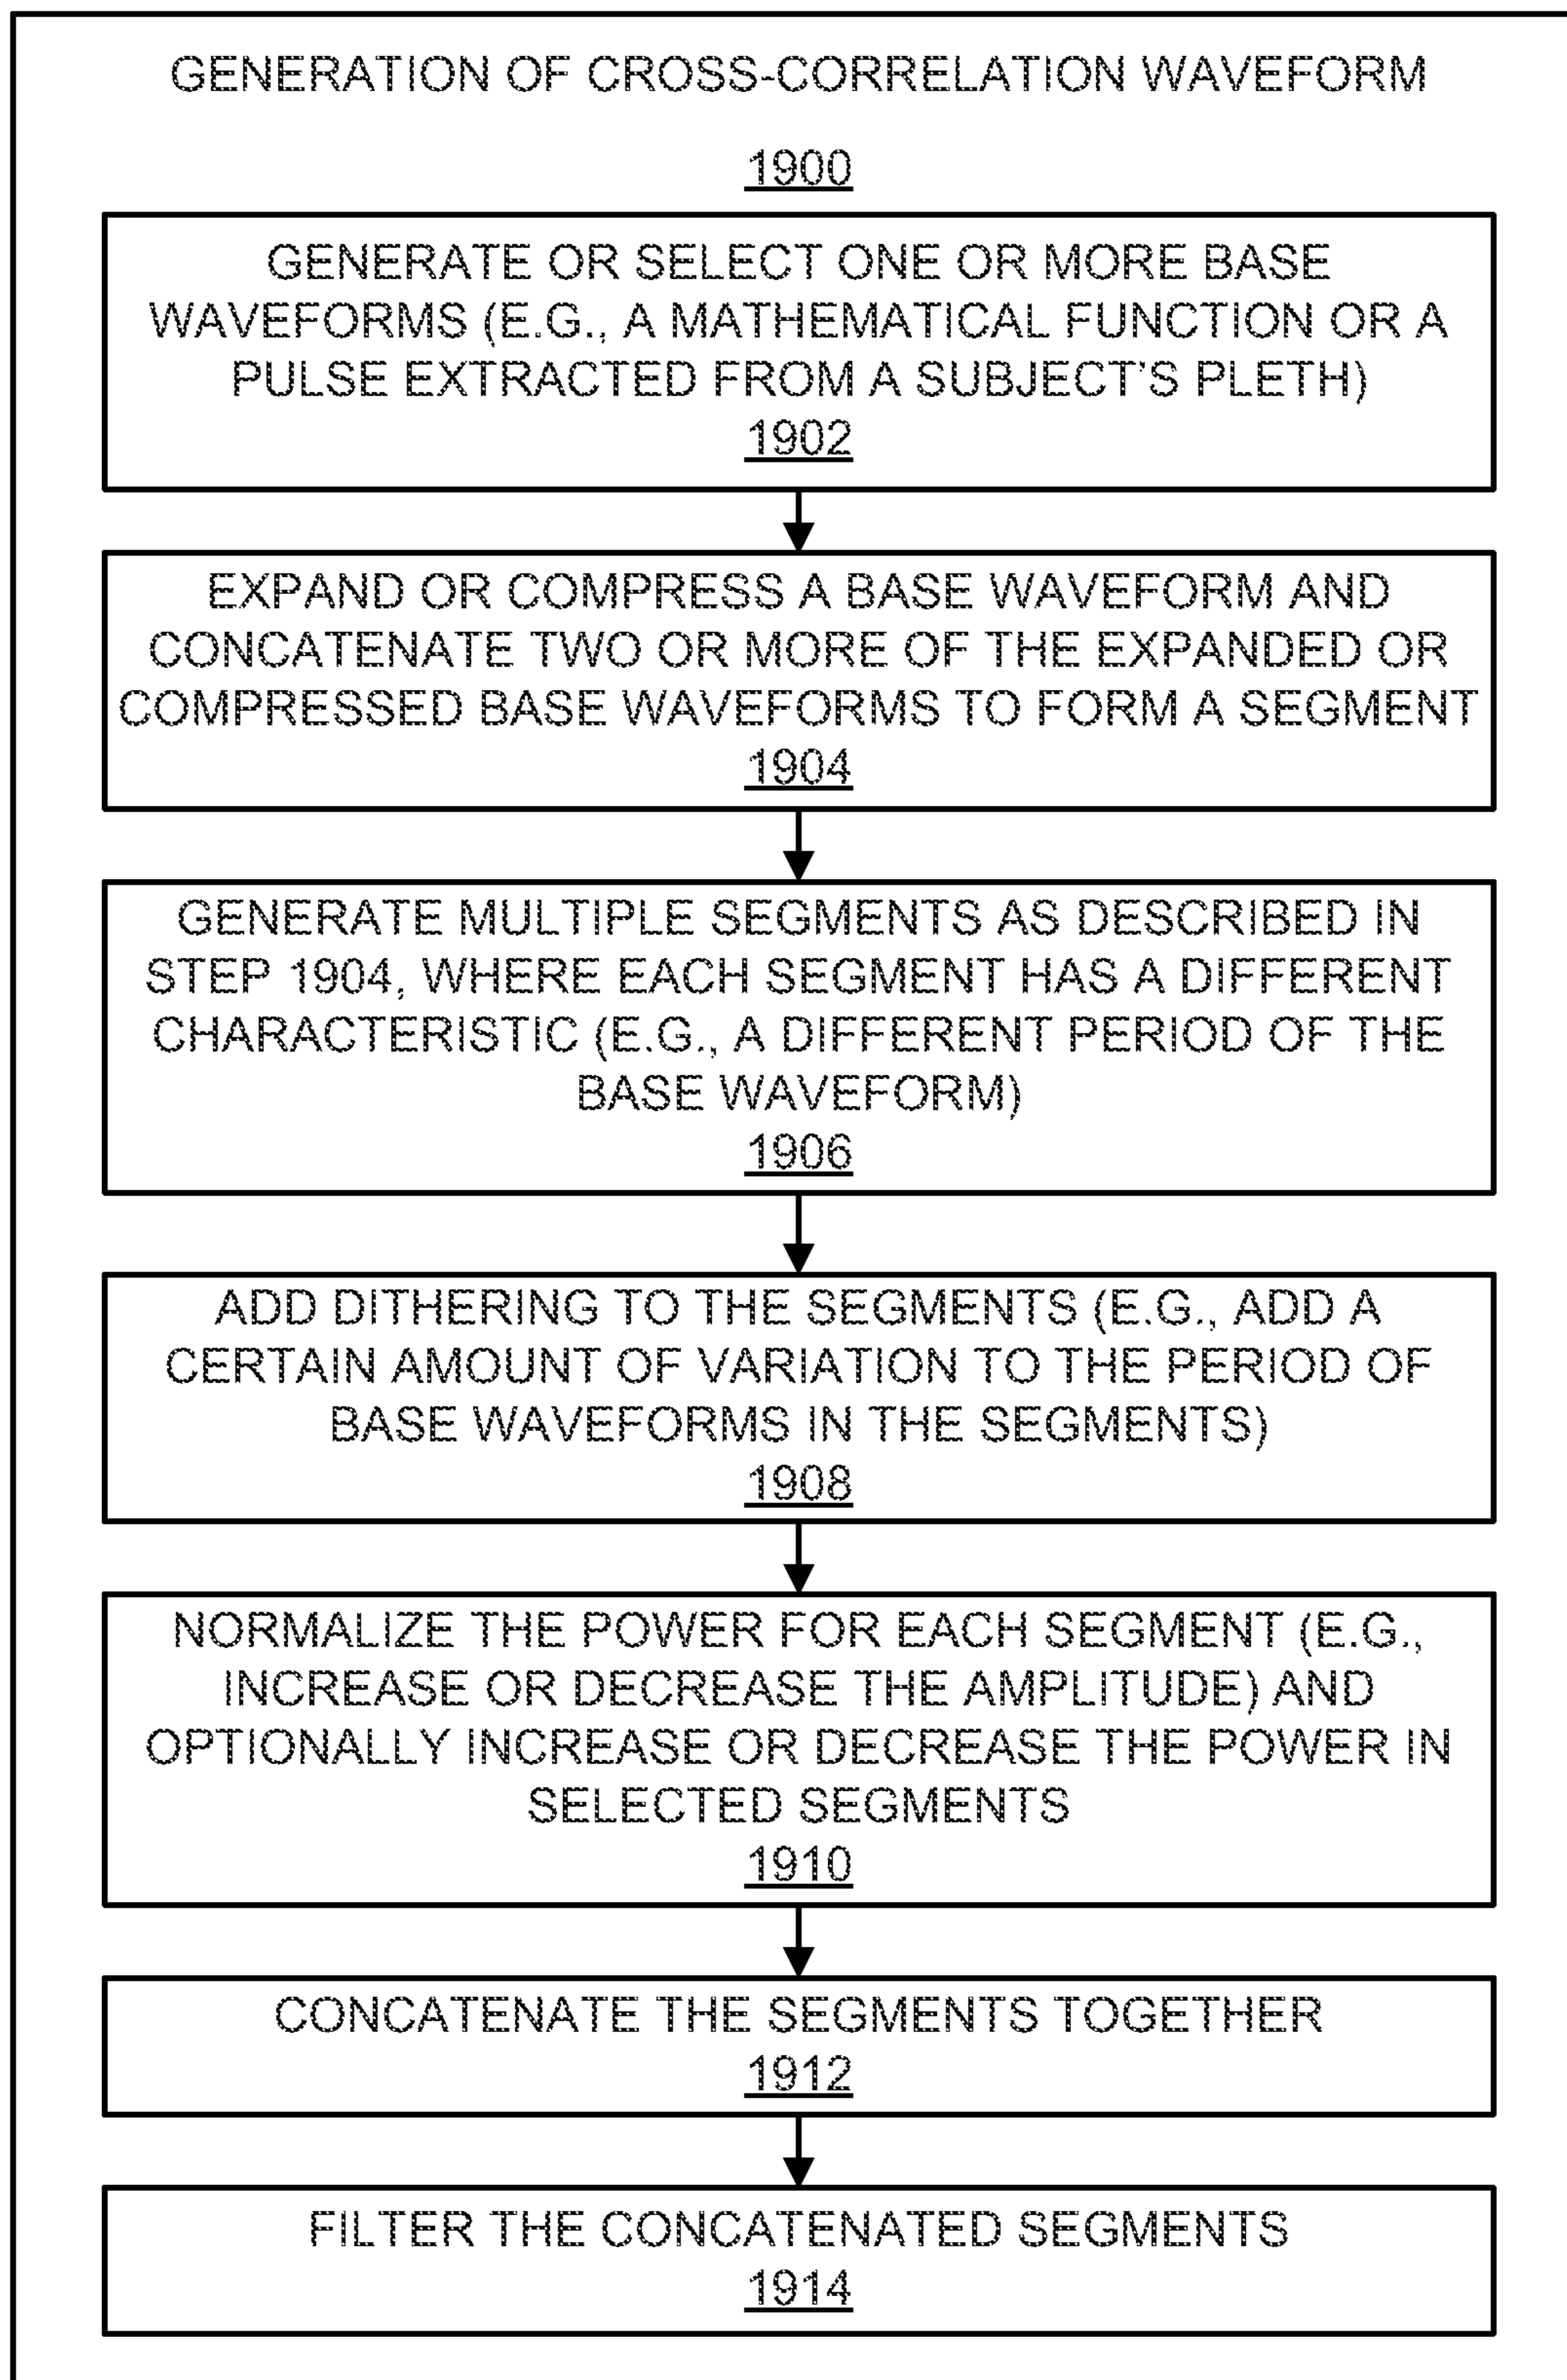 GENERATION OF CROSS-CORRELATION WAVEFORM
1900
GENERATE OR SELECT ONE OR MORE BASE
WAVEFORMS (E.G., A MATHEMATICAL FUNCTION OR A
PULSE EXTRACTED FROM A SUBJECT'S PLETH)
1902
EXPAND OR COMPRESS A BASE WAVEFORM AND
CONCATENATE TWO OR MORE OF THE EXPANDED OR
COMPRESSED BASE WAVEFORMS TO FORM A SEGMENT
1904
GENERATE MULTIPLE SEGMENTS AS DESCRIBED IN
STEP 1904, WHERE EACH SEGMENT HAS A DIFFERENT
CHARACTERISTIC (E.G., A DIFFERENT PERIOD OF THE
BASE WAVEFORM)
1906
ADD DITHERING TO THE SEGMENTS (E.G., ADD A
CERTAIN AMOUNT OF VARIATION TO THE PERIOD OF
BASE WAVEFORMS IN THE SEGMENTS)
1908
NORMALIZE THE POWER FOR EACH SEGMENT (E.G.,
INCREASE OR DECREASE THE AMPLITUDE) AND
OPTIONALLY INCREASE OR DECREASE THE POWER IN
SELECTED SEGMENTS
1910
CONCATENATE THE SEGMENTS TOGETHER
1912
FILTER THE CONCATENATED SEGMENTS
1914